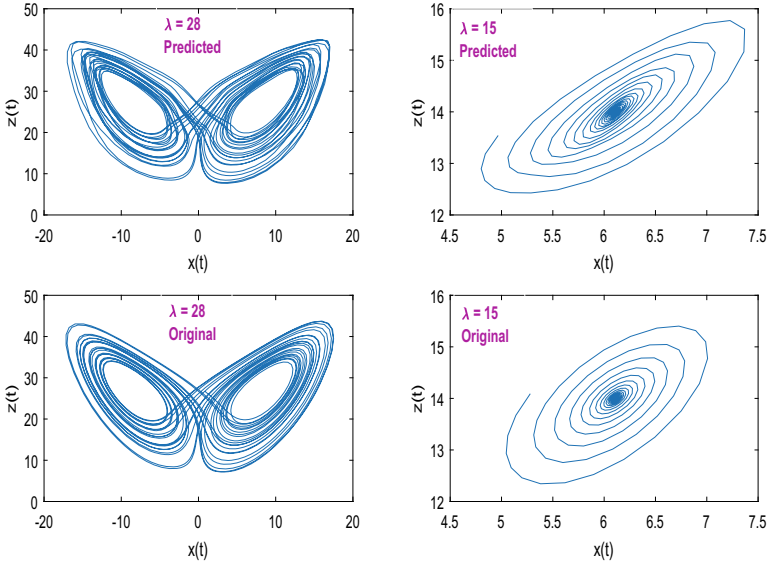 λ = 28
Predicted
z(t)
50
40
30
20
10
0
-20
-10
0
10
20
x(t)
λ = 15
Predicted
z(t)
16
15
14
13
12
4.5
5
5.5
6
6.5
7
7.5
x(t)
λ = 28
Original
z(t)
50
40
30
20
10
0
-20
-10
0
10
20
x(t)
λ = 15
Original
z(t)
16
15
14
13
12
4.5
5
5.5
6
6.5
7
7.5
x(t)